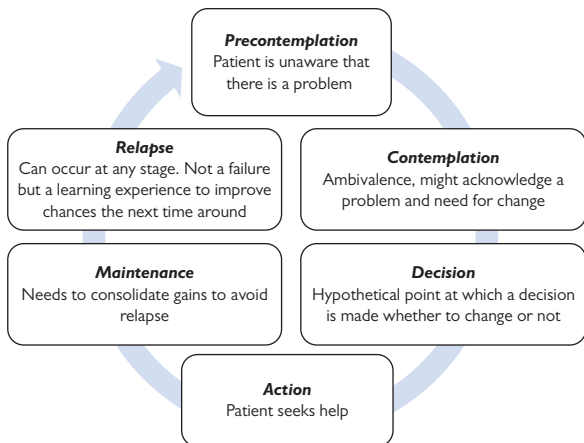 Precontemplation
Patient is unaware that
there is a problem
Contemplation
Ambivalence, might acknowledge a
problem and need for change
Decision
Hypothetical point at which a decision
is made whether to change or not
Action
Patient seeks help
Maintenance
Needs to consolidate gains to avoid
relapse
Relapse
Can occur at any stage. Not a failure
but a learning experience to improve
chances the next time around